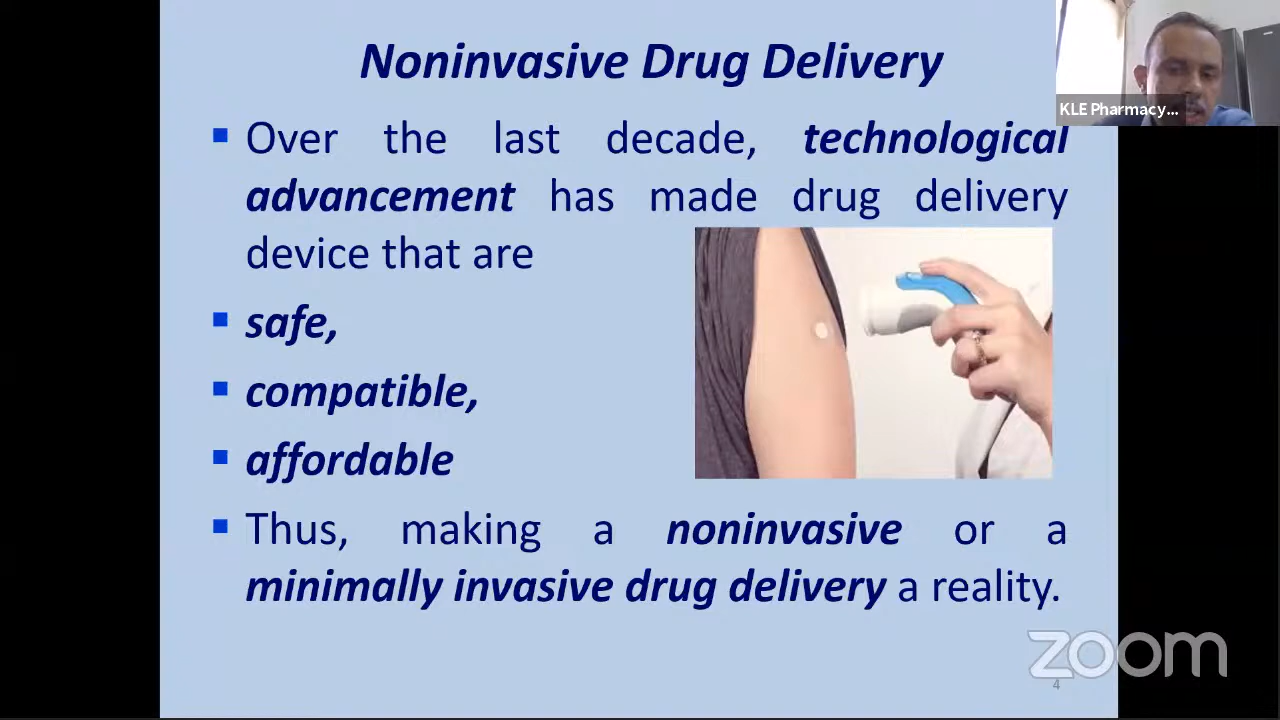 Noninvasive Drug Delivery
KLE Pharmacy...
▪ Over the last decade, technological
advancement has made drug delivery
device that are
▪ safe,
▪ compatible,
▪ affordable
▪ Thus, making a noninvasive or a
minimally invasive drug delivery a reality.
zoom
4